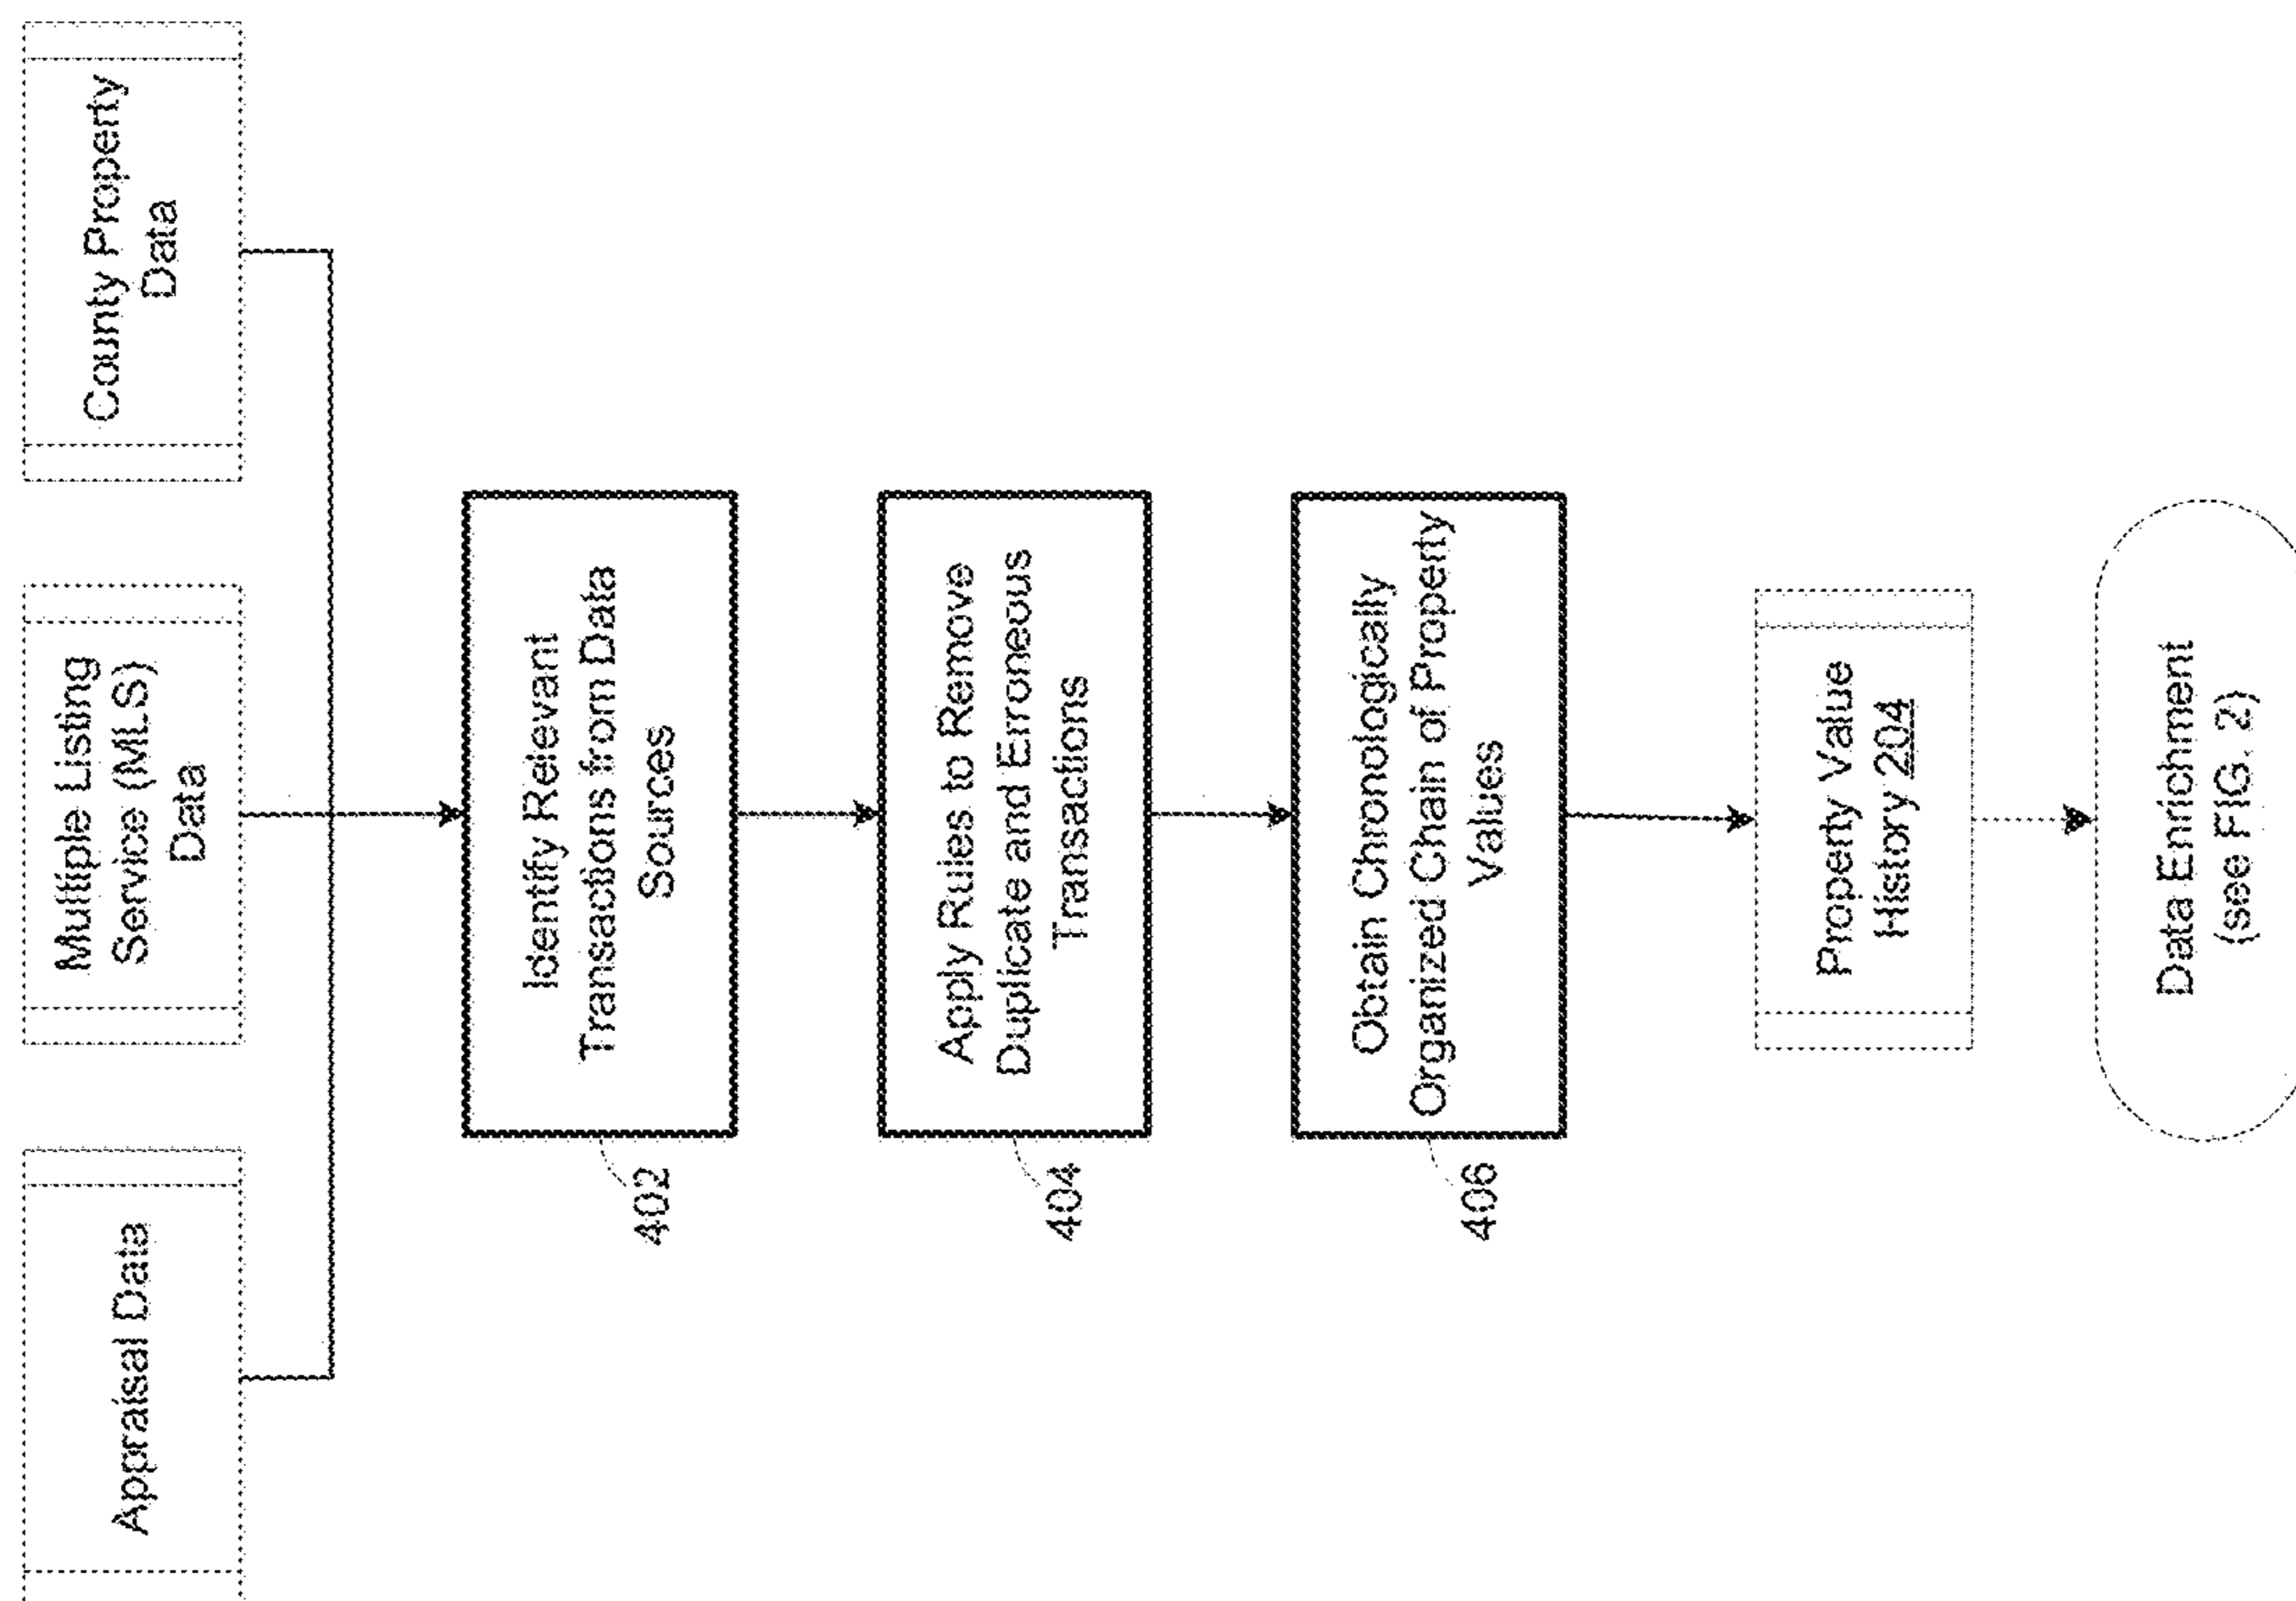 Appraisal Data
Multiple Listing
Service (MLS)
Data
County Property
Data
Identify Relevant
Transactions from Data
Sources
402
Apply Rules to Remove
Duplicate and Erroneous
Transactions
404
Obtain Chronologically
Organized Chain of Property
Values
406
Property Value
History 204
Data Enrichment
(see FIG. 2)